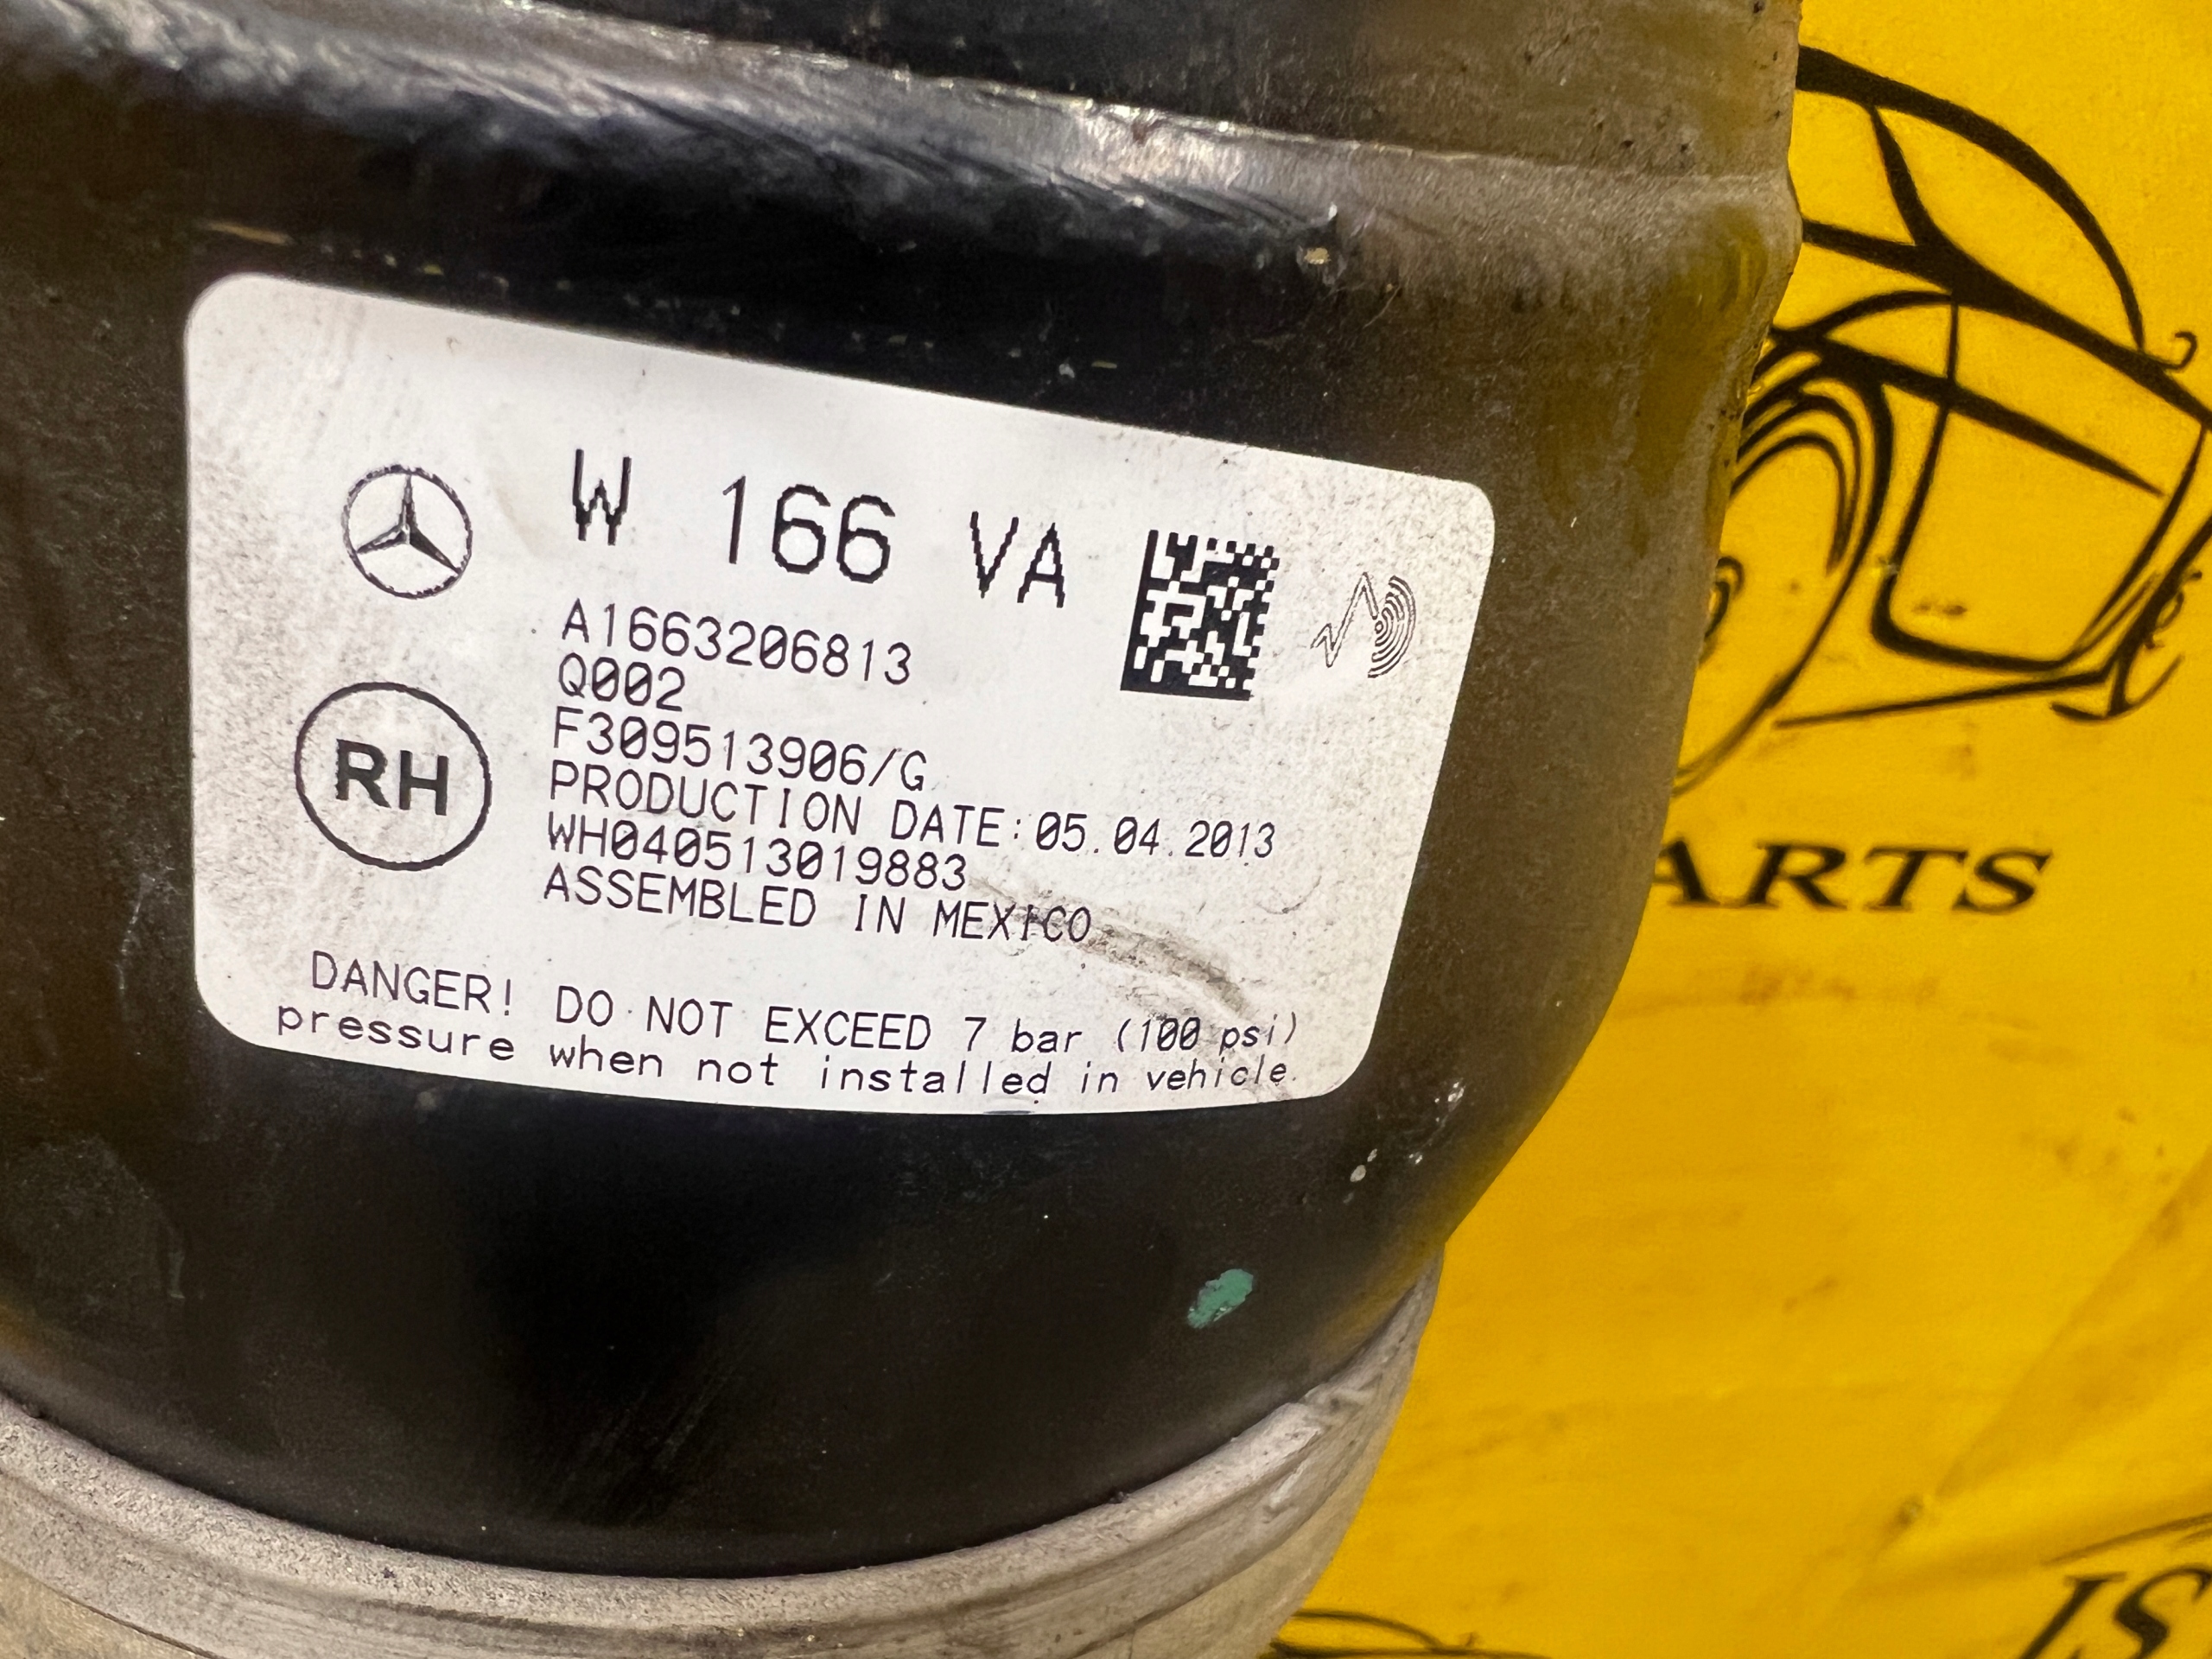 W 166 VA
A1663206813
Q002
RH
F309513906/G
PRODUCTION DATE:05.04.2013
WH040513019883
ASSEMBLED IN MEXICO
DANGER! DO NOT EXCEED 7 bar (100 psi)
pressure when not installed in vehicle.
ARTS
IS